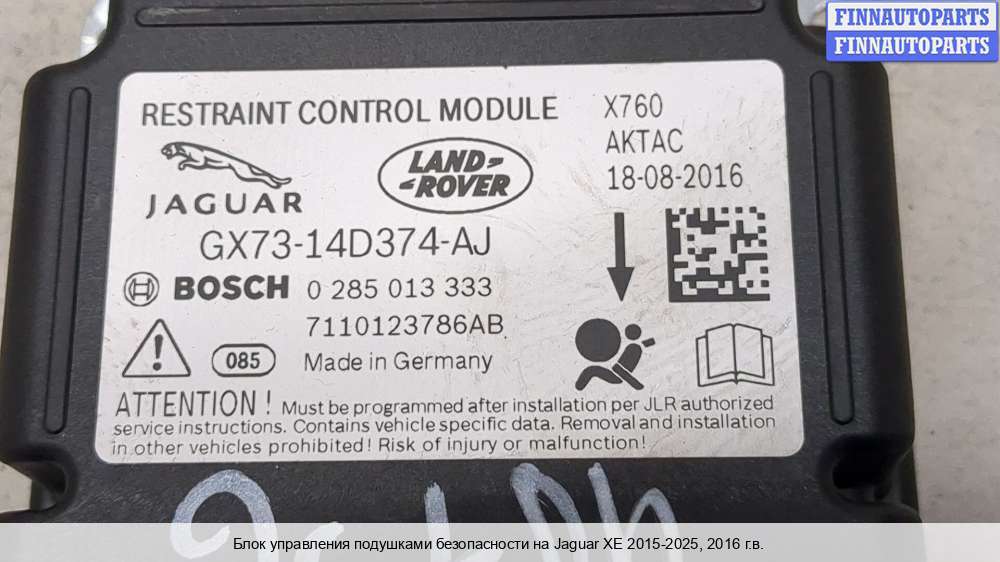 FINNAUTOPARTS
FINNAUTOPARTS
RESTRAINT CONTROL MODULE
X760
AKTAC
18-08-2016
JAGUAR
LAND-
-ROVER
GX73-14D374-AJ
BOSCH 0 285 013 333
7110123786AB
085 Made in Germany
ATTENTION ! Must be programmed after installation per JLR authorized
service instructions. Contains vehicle specific data. Removal and installation
in other vehicles prohibited! Risk of injury or malfunction!
Блок управления подушками безопасности на Jaguar XE 2015-2025, 2016 г.в.